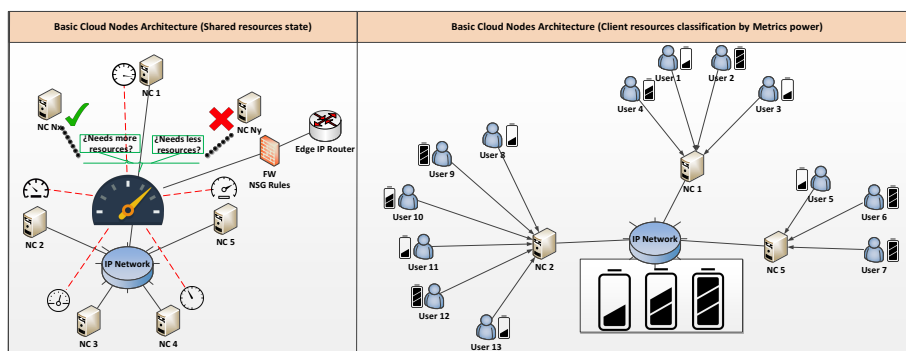 Basic Cloud Nodes Architecture (Shared resources state)
Basic Cloud Nodes Architecture (Client resources classification by Metrics power)
NC 1
NC Nx
NC Ny
¿Needs more
resources?
¿Needs less
resources?
Edge IP Router
FW
NSG Rules
NC 2
NC 5
IP Network
NC 3
NC 4
User 1
User 2
User 4
User 3
User 8
User 9
NC 1
User 5
User 10
User 6
IP Network
User 11
NC 2
NC 5
User 7
User 12
User 13